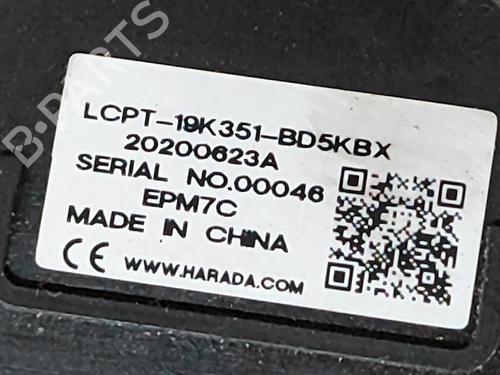 B-PARTS
LCPT-19K351-BD5KBX
20200623A
SERIAL NO.00046
EPM7C
MADE IN CHINA
CE WWW.HARADA.COM